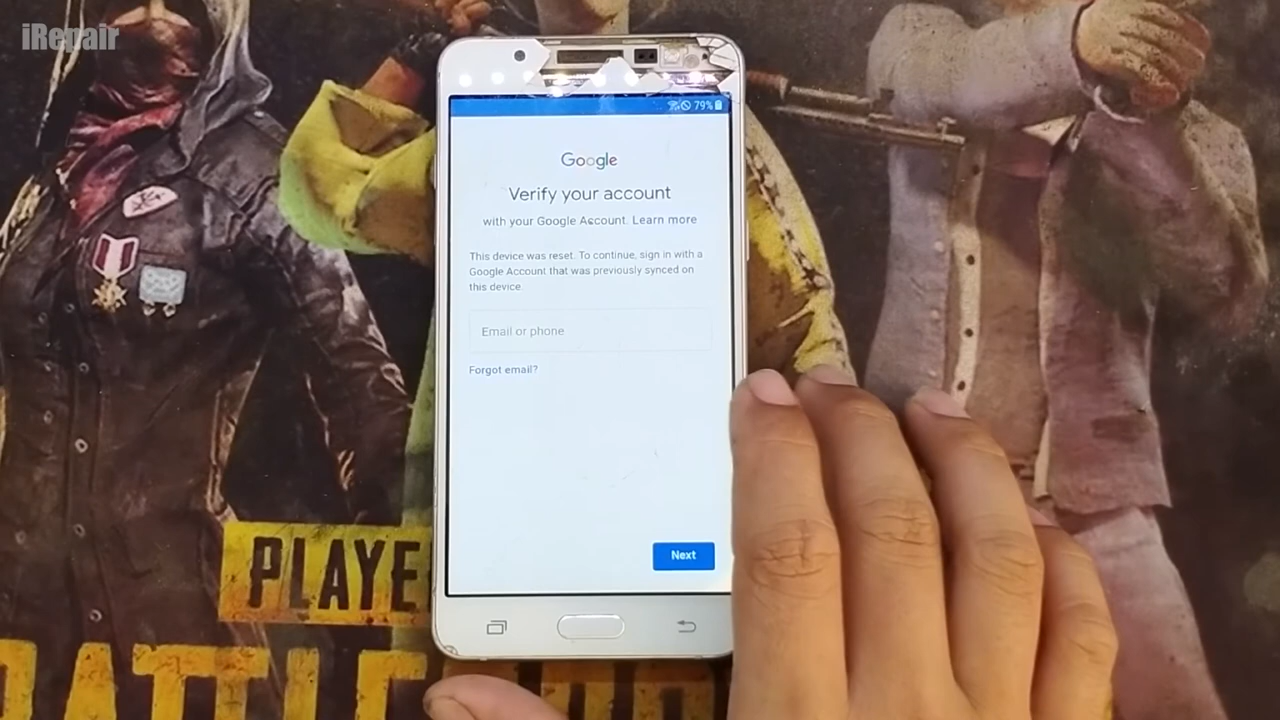 iRepair
79%
Google
Verify your account
with your Google Account. Learn more
This device was reset. To continue, sign in with a
Google Account that was previously synced on
this device.
Email or phone
Forgot email?
Next
PLAYE
BATTLE